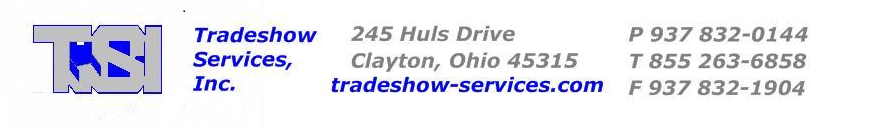 TSI
Tradeshow
Services,
Inc.
245 Huls Drive
Clayton, Ohio 45315
tradeshow-services.com
P 937 832-0144
T 855 263-6858
F 937 832-1904